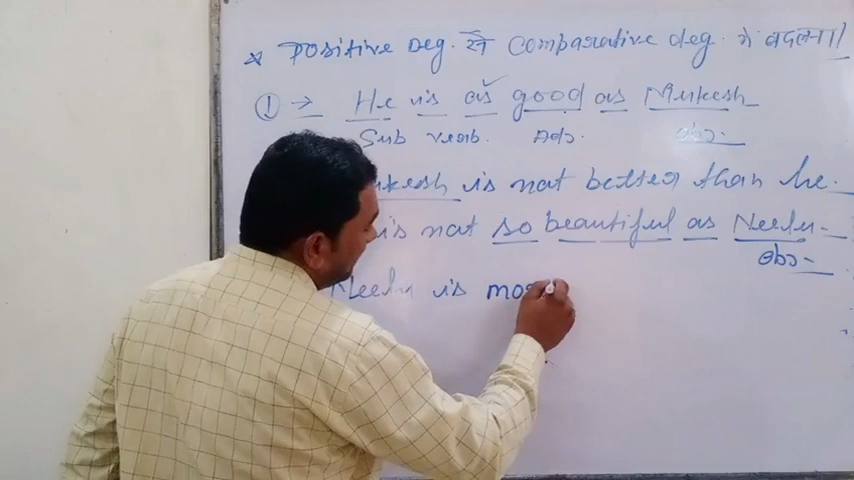 * Positive Deg. से Comparative deg. में बदलना।
① → He is as good as Mukesh
Sub verb. Adj. obj.
ukesh is not better than he.
is not so beautiful as Neelu
obj
Neelu is mo